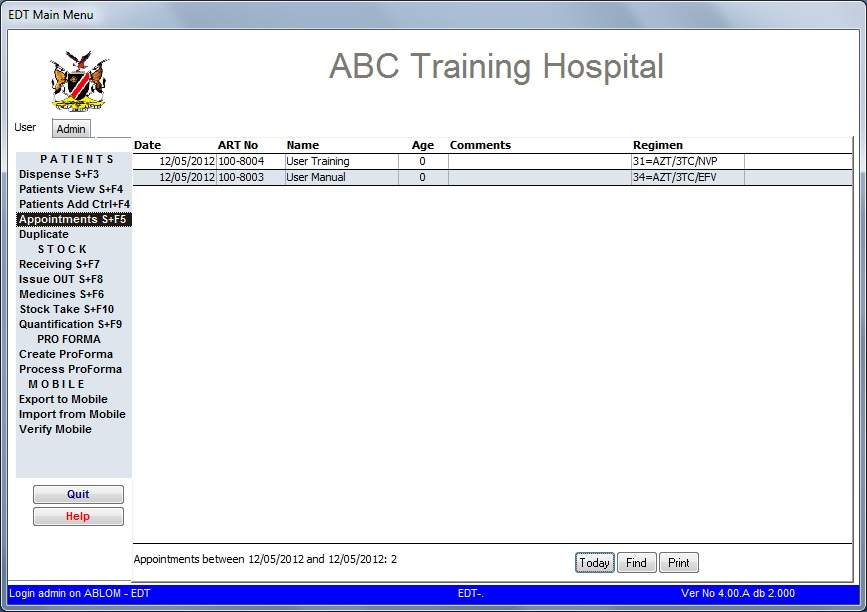 EDT Main Menu
ABC Training Hospital
User Admin
Date ART No Name Age Comments Regimen
12/05/2012 100-8004 User Training 0 31=AZT/3TC/NVP
12/05/2012 100-8003 User Manual 0 34=AZT/3TC/EFV
PATIENTS
Dispense S+F3
Patients View S+F4
Patients Add Ctrl+F4
Appointments S+F5
Duplicate
STOCK
Receiving S+F7
Issue OUT S+F8
Medicines S+F6
Stock Take S+F10
Quantification S+F9
PRO FORMA
Create ProForma
Process ProForma
MOBILE
Export to Mobile
Import from Mobile
Verify Mobile
Quit
Help
Appointments between 12/05/2012 and 12/05/2012: 2
Today Find Print
Login admin on ABLOM - EDT EDT-. Ver No 4.00.A db 2.000